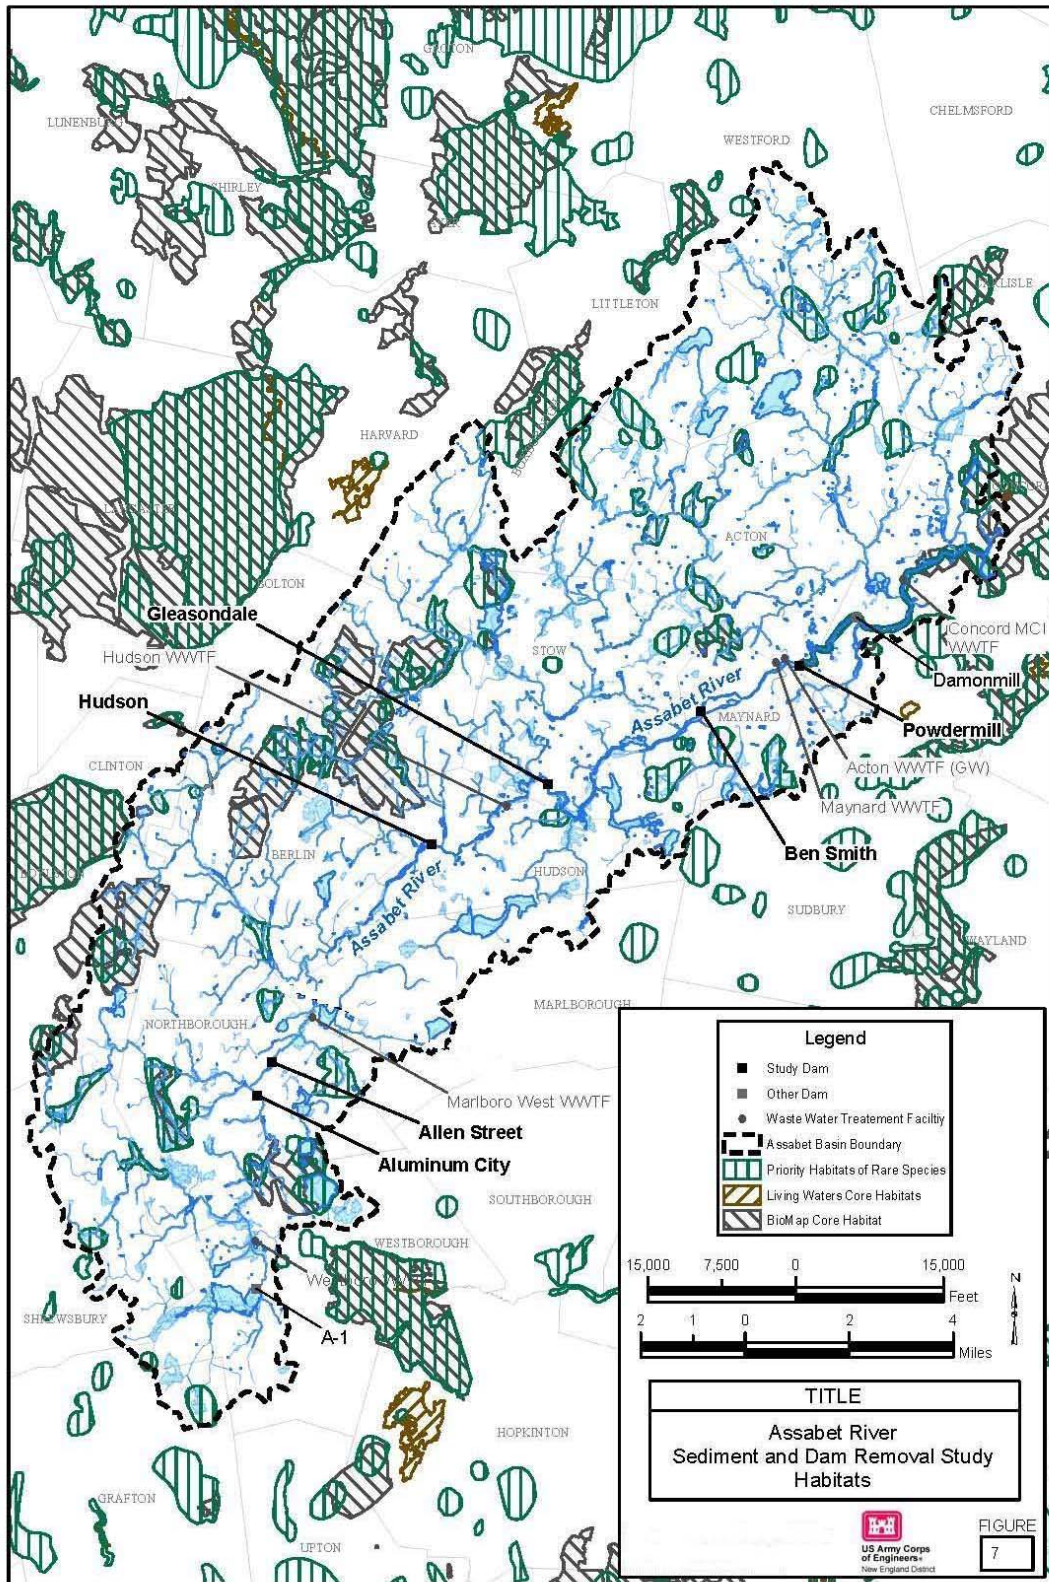 GROTON
LUNENBURG
CHELMSFORD
WESTFORD
SHIRLEY
AYER
LITTLETON
CARLISLE
HARVARD
BOXBOROUGH
LANCASTER
ACTON
BOLTON
Gleasondale
Hudson WWTF
STOW
Concord MCI
WWTF
Damonmill
Hudson
Assabet River
MAYNARD
Powdermill
CLINTON
Acton WWTF (GW)
Maynard WWTF
Ben Smith
BERLIN
HUDSON
Assabet River
SUDBURY
WAYLAND
MARLBOROUGH
NORTHBOROUGH
Marlboro West WWTF
Allen Street
Aluminum City
SOUTHBOROUGH
WESTBOROUGH
SHREWSBURY
A-1
HOPKINTON
GRAFTON
UPTON
Legend
Study Dam
Other Dam
Waste Water Treatement Faciltiy
Assabet Basin Boundary
Priority Habitats of Rare Species
Living Waters Core Habitats
BioMap Core Habitat
15,000 7,500 0 15,000
Feet
N
2 1 0 2 4
Miles
TITLE
Assabet River
Sediment and Dam Removal Study
Habitats
US Army Corps
of Engineers®
New England District
FIGURE
7